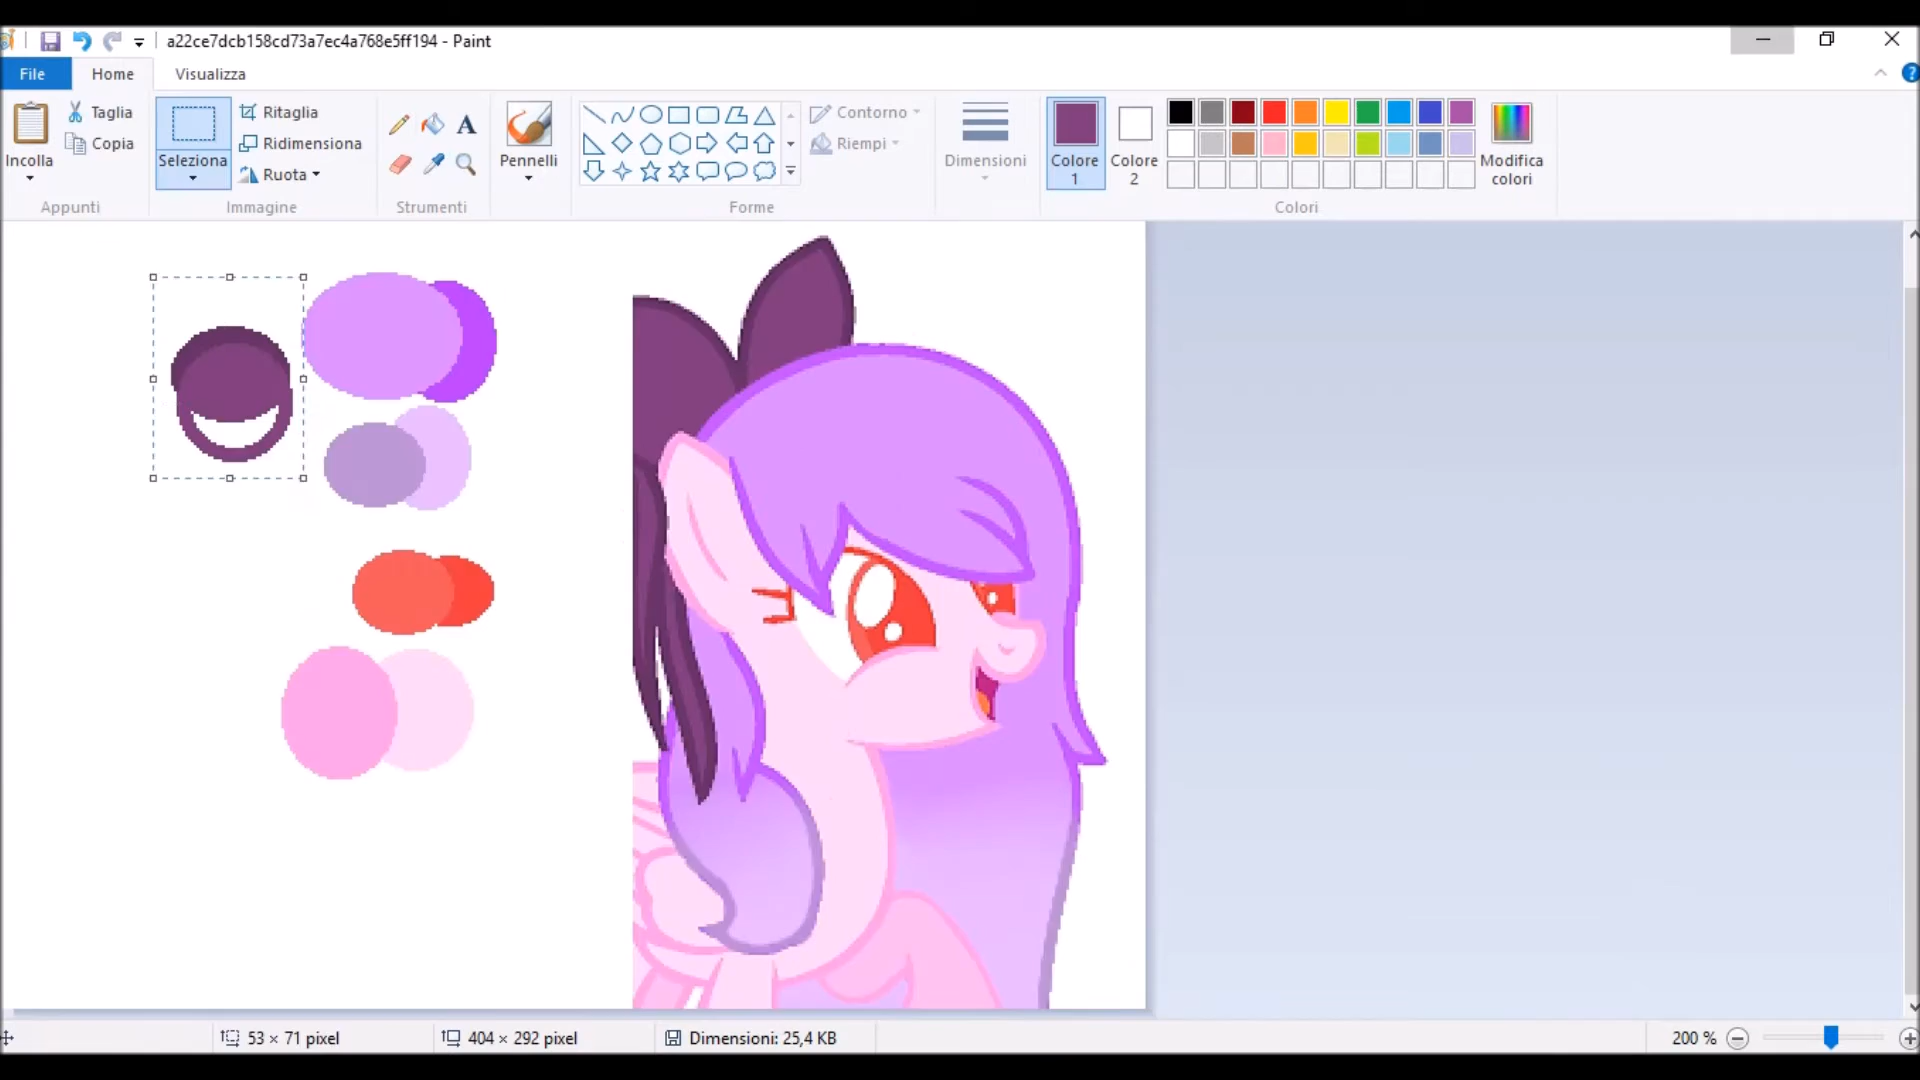 a22ce7dcb158cd73a7ec4a768e5ff194 - Paint
File Home Visualizza
Incolla
Taglia
Copia
Appunti
Seleziona
Ritaglia
Ridimensiona
Ruota
Immagine
A
Strumenti
Pennelli
Forme
Contorno
Riempi
Dimensioni
Colore
1
Colore
2
Modifica
colori
Colori
53 × 71 pixel
404 × 292 pixel
Dimensioni: 25,4 KB
200 %